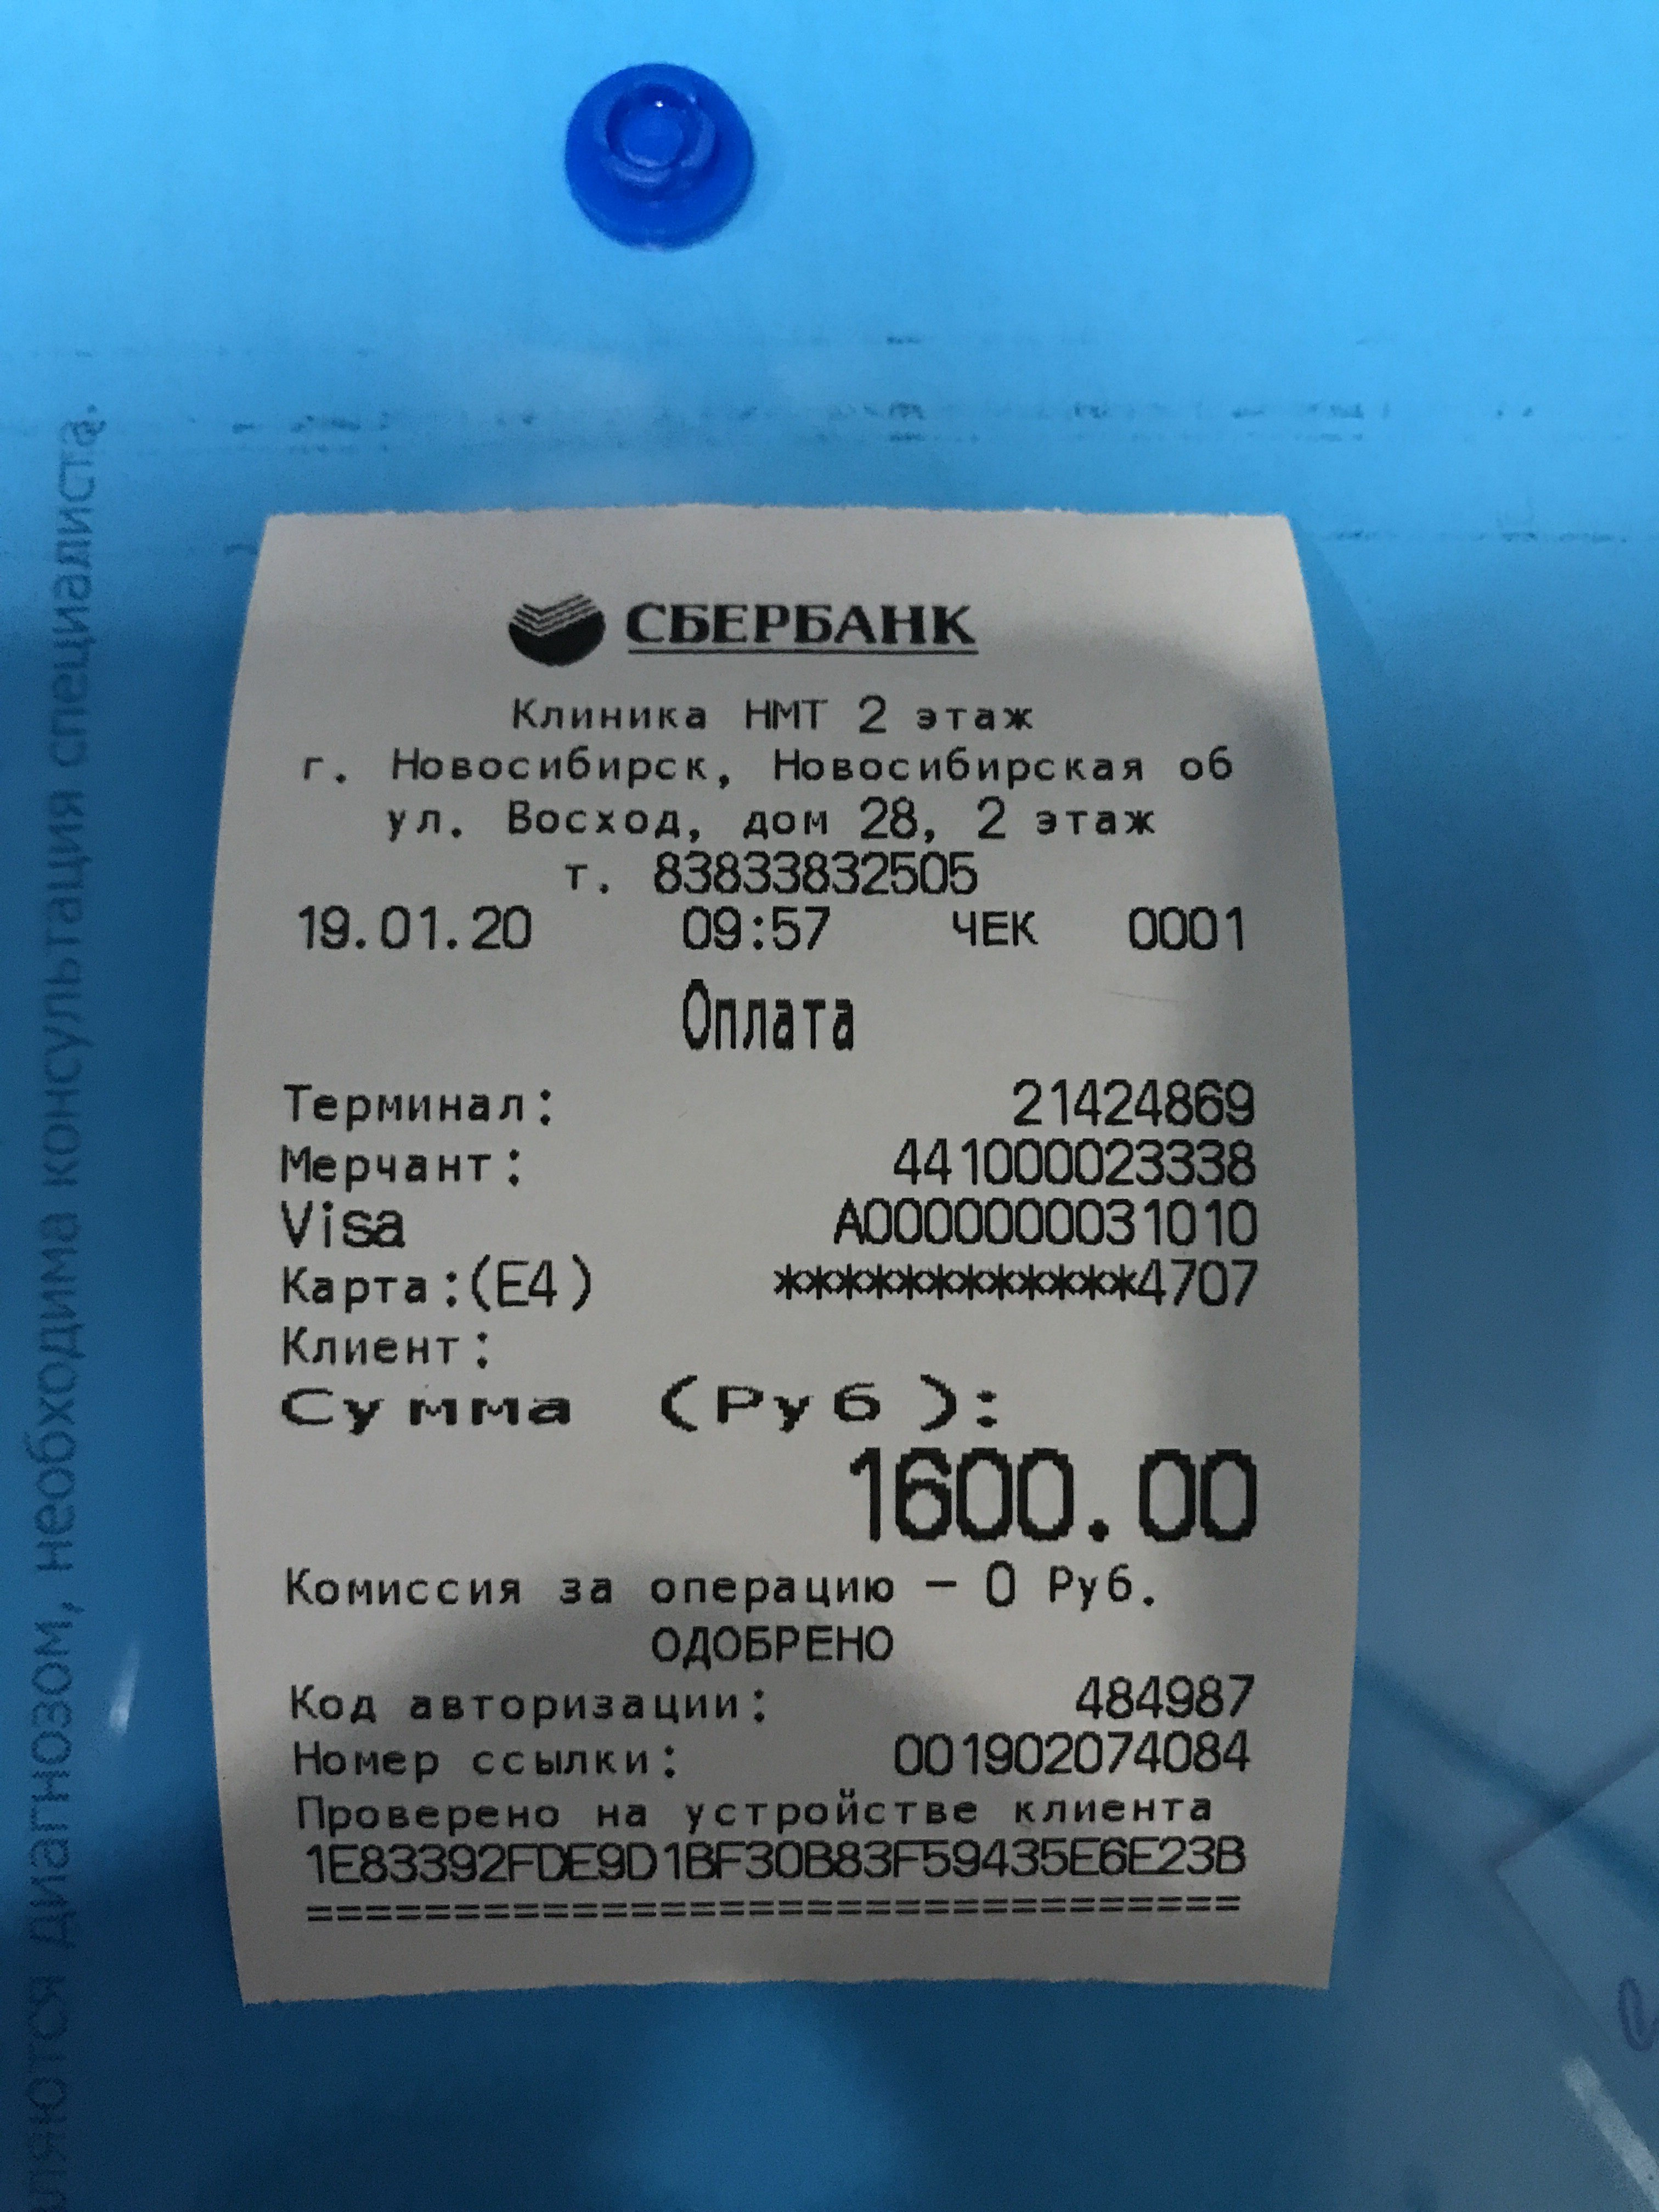 СБЕРБАНК
Клиника НМТ 2 этаж
г. Новосибирск, Новосибирская об
ул. Восход, дом 28, 2 этаж
т. 83833832505
19.01.20 09:57 ЧЕК 0001
Оплата
Терминал: 21424869
Мерчант: 441000023338
Visa A0000000031010
Карта:(E4) ************4707
Клиент:
Сумма (Руб):
1600.00
Комиссия за операцию – 0 Руб.
ОДОБРЕНО
Код авторизации: 484987
Номер ссылки: 001902074084
Проверено на устройстве клиента
1E83392FDE9D1BF30B83F59435E6E23B
================================
вляются диагнозом, необходима консультация специалиста.